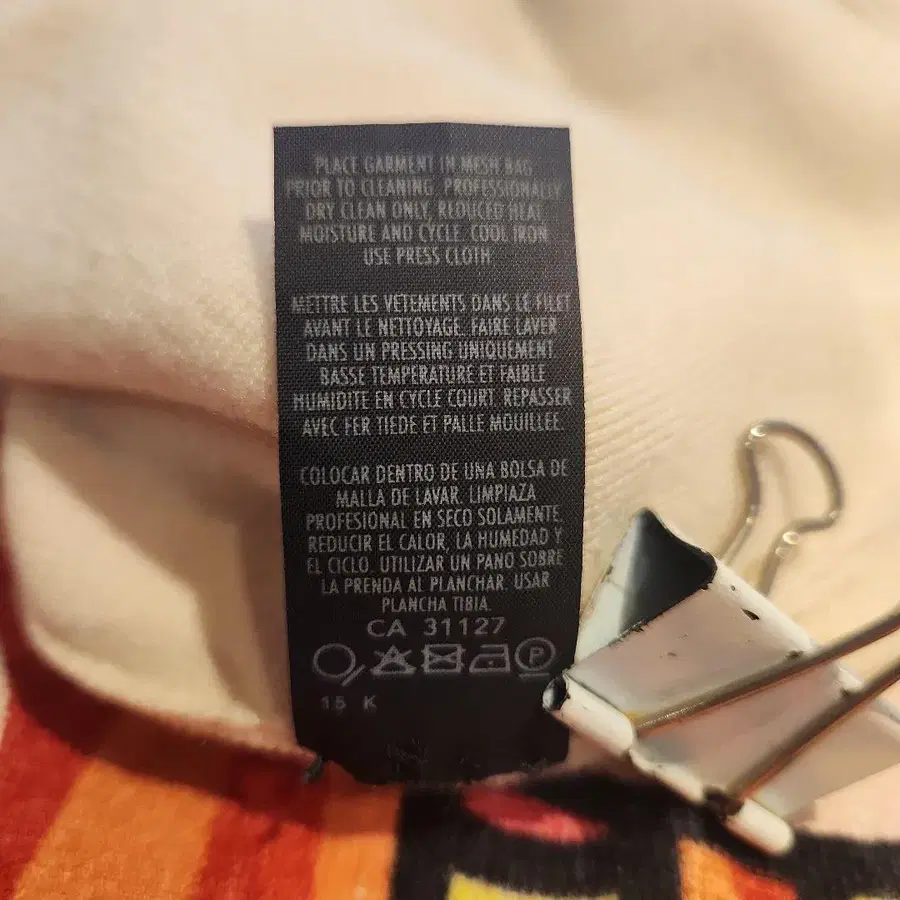 PLACE GARMENT IN MESH BAG
PRIOR TO CLEANING. PROFESSIONALLY
DRY CLEAN ONLY, REDUCED HEAT
MOISTURE AND CYCLE. COOL IRON
USE PRESS CLOTH
METTRE LES VETEMENTS DANS LE FILET
AVANT LE NETTOYAGE. FAIRE LAVER
DANS UN PRESSING UNIQUEMENT.
BASSE TEMPERATURE ET FAIBLE
HUMIDITE EN CYCLE COURT. REPASSER
AVEC FER TIEDE ET PALLE MOUILLEE.
COLOCAR DENTRO DE UNA BOLSA DE
MALLA DE LAVAR. LIMPIAZA
PROFESIONAL EN SECO SOLAMENTE.
REDUCIR EL CALOR, LA HUMEDAD Y
EL CICLO. UTILIZAR UN PANO SOBRE
LA PRENDA AL PLANCHAR. USAR
PLANCHA TIBIA.
CA 31127
P
15 K